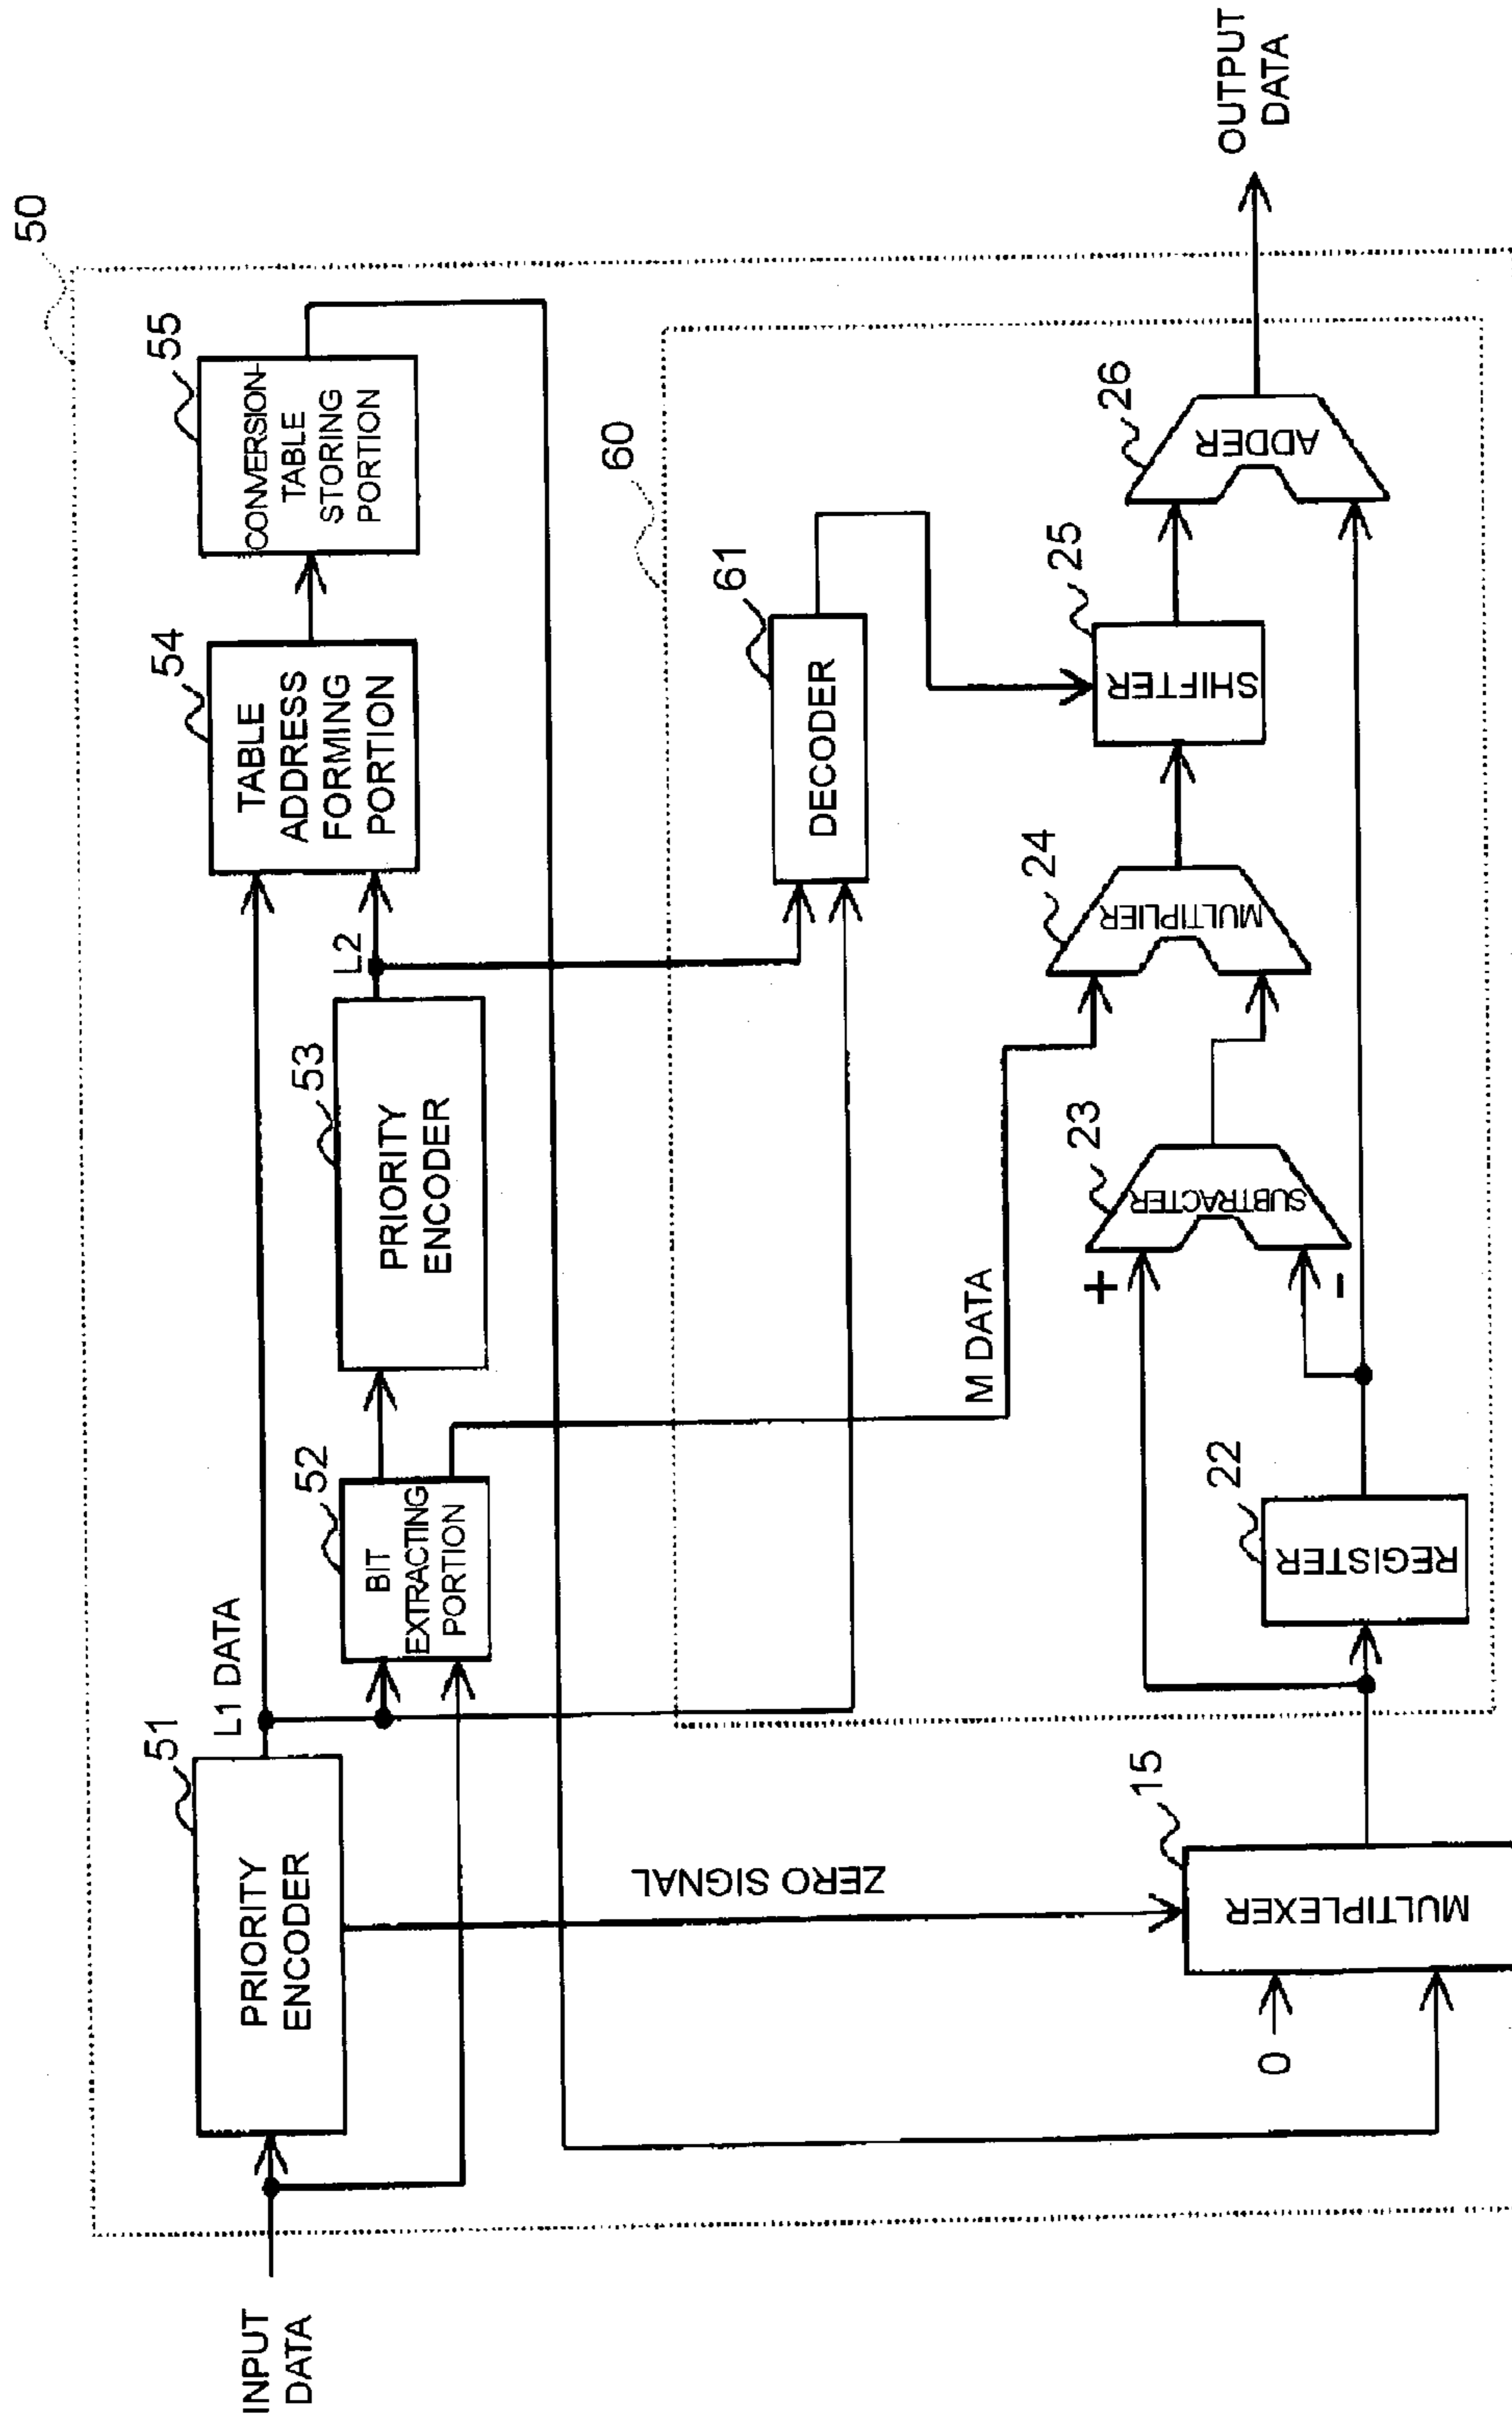 50
INPUT
DATA
51
PRIORITY
ENCODER
L1 DATA
52
BIT
EXTRACTING
PORTION
53
PRIORITY
ENCODER
L2
54
TABLE
ADDRESS
FORMING
PORTION
55
CONVERSION-
TABLE
STORING
PORTION
60
61
DECODER
ZERO SIGNAL
M DATA
0
15
MULTIPLEXER
22
REGISTER
+
-
23
SUBTRACTER
24
MULTIPLIER
25
SHIFTER
26
ADDER
OUTPUT
DATA